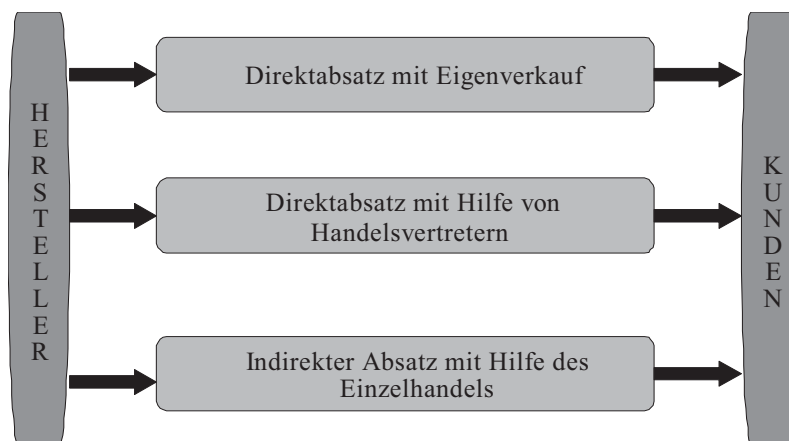 HERSTELLER
Direktabsatz mit Eigenverkauf
Direktabsatz mit Hilfe von
Handelsvertretern
Indirekter Absatz mit Hilfe des
Einzelhandels
KUNDEN